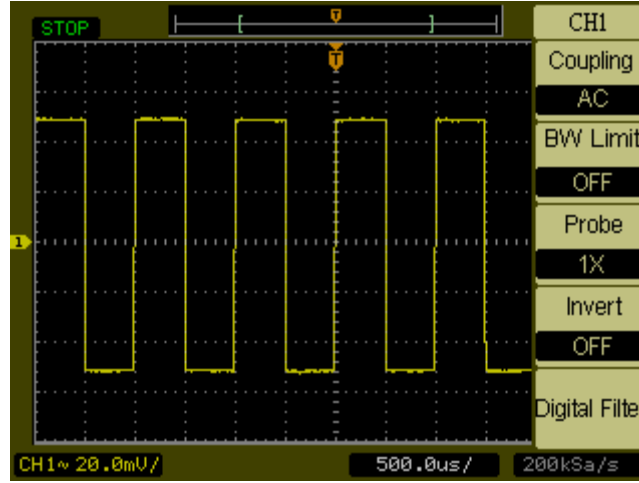 STOP
T
CH1
T
Coupling
AC
BW Limit
OFF
Probe
1
1X
Invert
OFF
Digital Filte
CH1~ 20.0mV/ 500.0us/ 200kSa/s